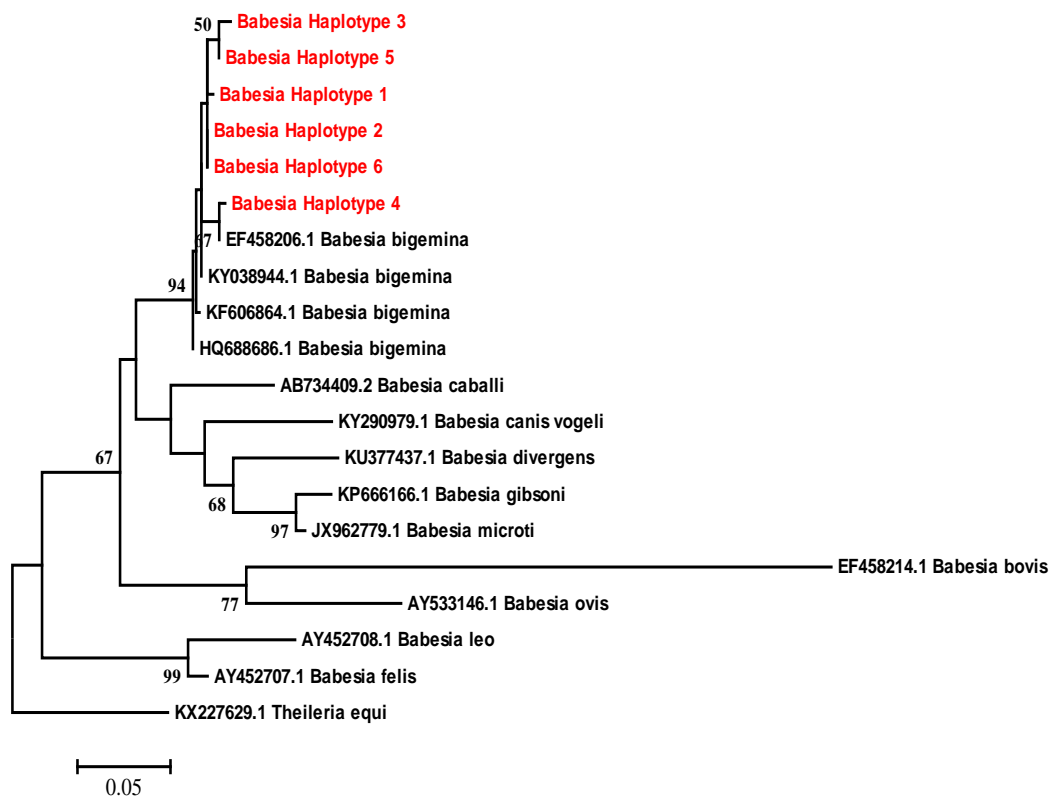 50
Babesia Haplotype 3
Babesia Haplotype 5
Babesia Haplotype 1
Babesia Haplotype 2
Babesia Haplotype 6
Babesia Haplotype 4
EF458206.1 Babesia bigemina
KY038944.1 Babesia bigemina
94
KF606864.1 Babesia bigemina
HQ688686.1 Babesia bigemina
AB734409.2 Babesia caballi
KY290979.1 Babesia canis vogeli
67
KU377437.1 Babesia divergens
KP666166.1 Babesia gibsoni
68
97
JX962779.1 Babesia microti
EF458214.1 Babesia bovis
77
AY533146.1 Babesia ovis
AY452708.1 Babesia leo
99
AY452707.1 Babesia felis
KX227629.1 Theileria equi
0.05